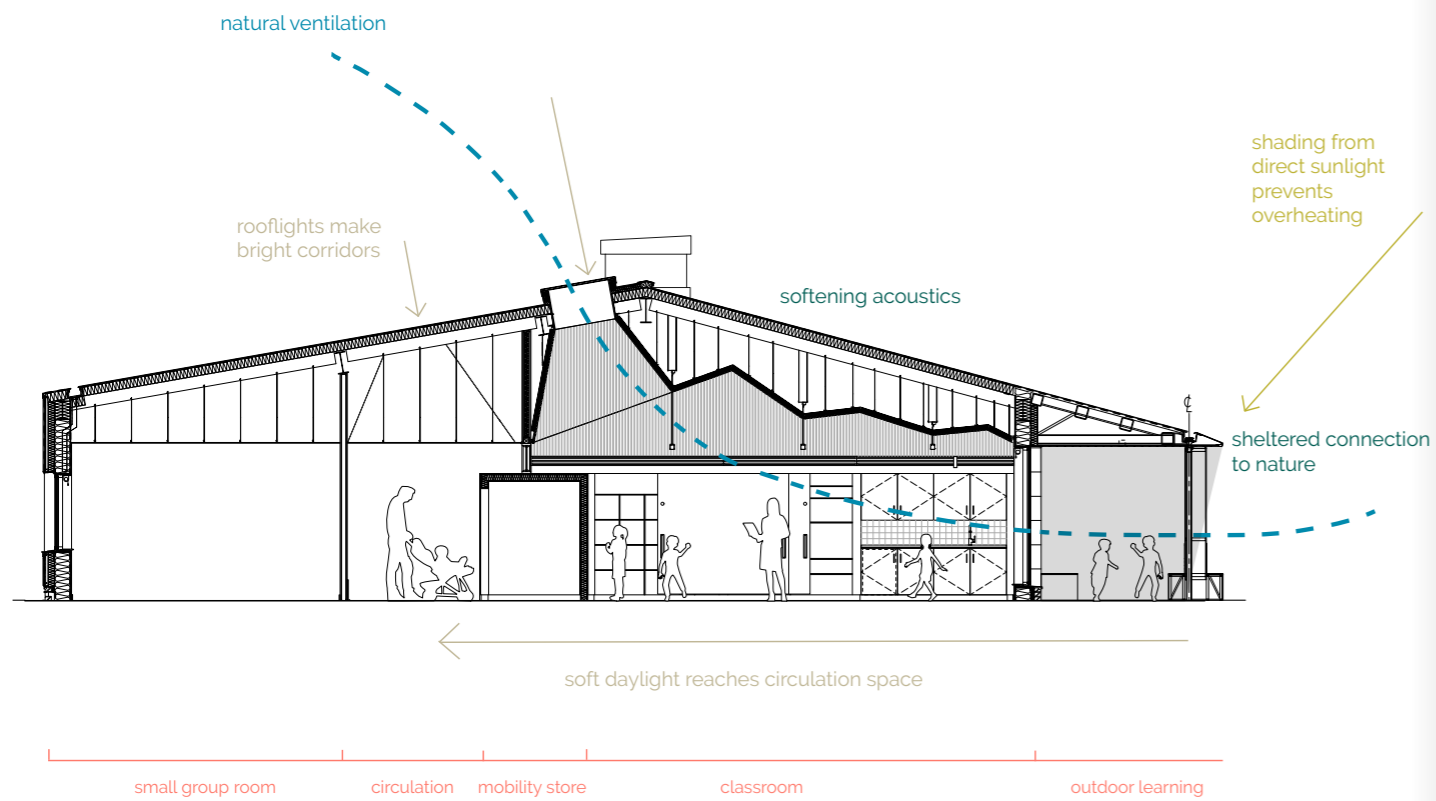 natural ventilation
shading from
direct sunlight
prevents
overheating
rooflights make
bright corridors
softening acoustics
℄
sheltered connection
to nature
soft daylight reaches circulation space
small group room
circulation
mobility store
classroom
outdoor learning